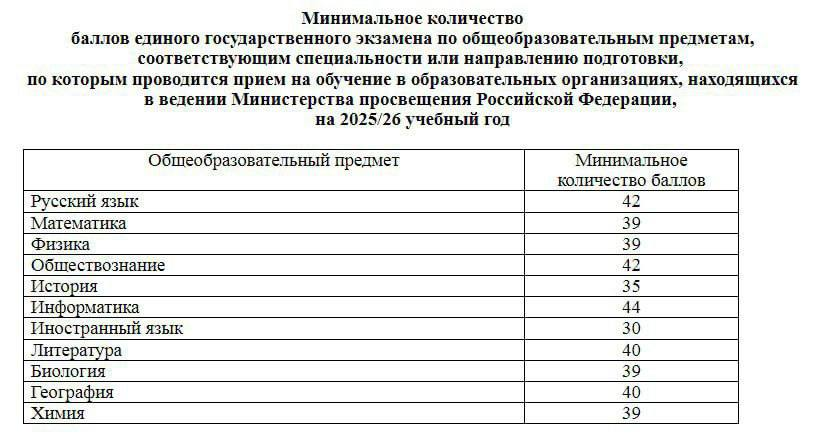 Минимальное количество
баллов единого государственного экзамена по общеобразовательным предметам,
соответствующим специальности или направлению подготовки,
по которым проводится прием на обучение в образовательных организациях, находящихся
в ведении Министерства просвещения Российской Федерации,
на 2025/26 учебный год
Общеобразовательный предмет Минимальное количество баллов
Русский язык 42
Математика 39
Физика 39
Обществознание 42
История 35
Информатика 44
Иностранный язык 30
Литература 40
Биология 39
География 40
Химия 39